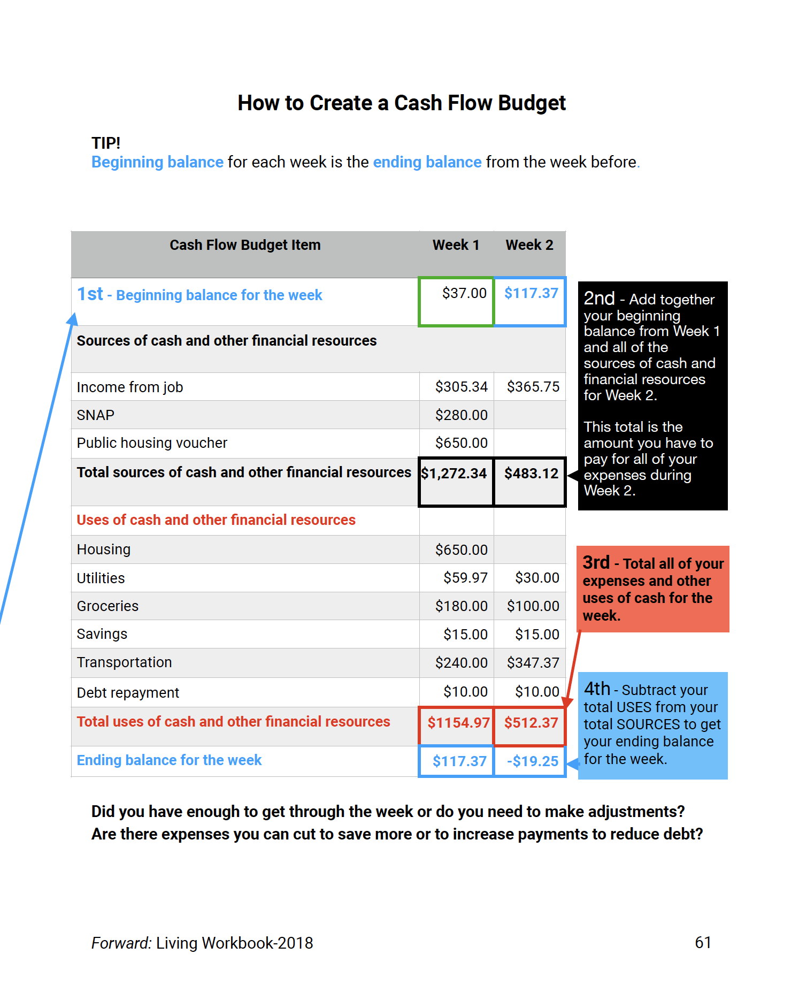 How to Create a Cash Flow Budget
TIP!
Beginning balance for each week is the ending balance from the week before.
Cash Flow Budget Item Week 1 Week 2
1st - Beginning balance for the week $37.00 $117.37
Sources of cash and other financial resources
Income from job $305.34 $365.75
SNAP $280.00
Public housing voucher $650.00
Total sources of cash and other financial resources $1,272.34 $483.12
Uses of cash and other financial resources
Housing $650.00
Utilities $59.97 $30.00
Groceries $180.00 $100.00
Savings $15.00 $15.00
Transportation $240.00 $347.37
Debt repayment $10.00 $10.00
Total uses of cash and other financial resources $1154.97 $512.37
Ending balance for the week $117.37 -$19.25
2nd - Add together
your beginning
balance from Week 1
and all of the
sources of cash and
financial resources
for Week 2.
This total is the
amount you have to
pay for all of your
expenses during
Week 2.
3rd - Total all of your
expenses and other
uses of cash for the
week.
4th - Subtract your
total USES from your
total SOURCES to get
your ending balance
for the week.
Did you have enough to get through the week or do you need to make adjustments?
Are there expenses you can cut to save more or to increase payments to reduce debt?
Forward: Living Workbook-2018 61